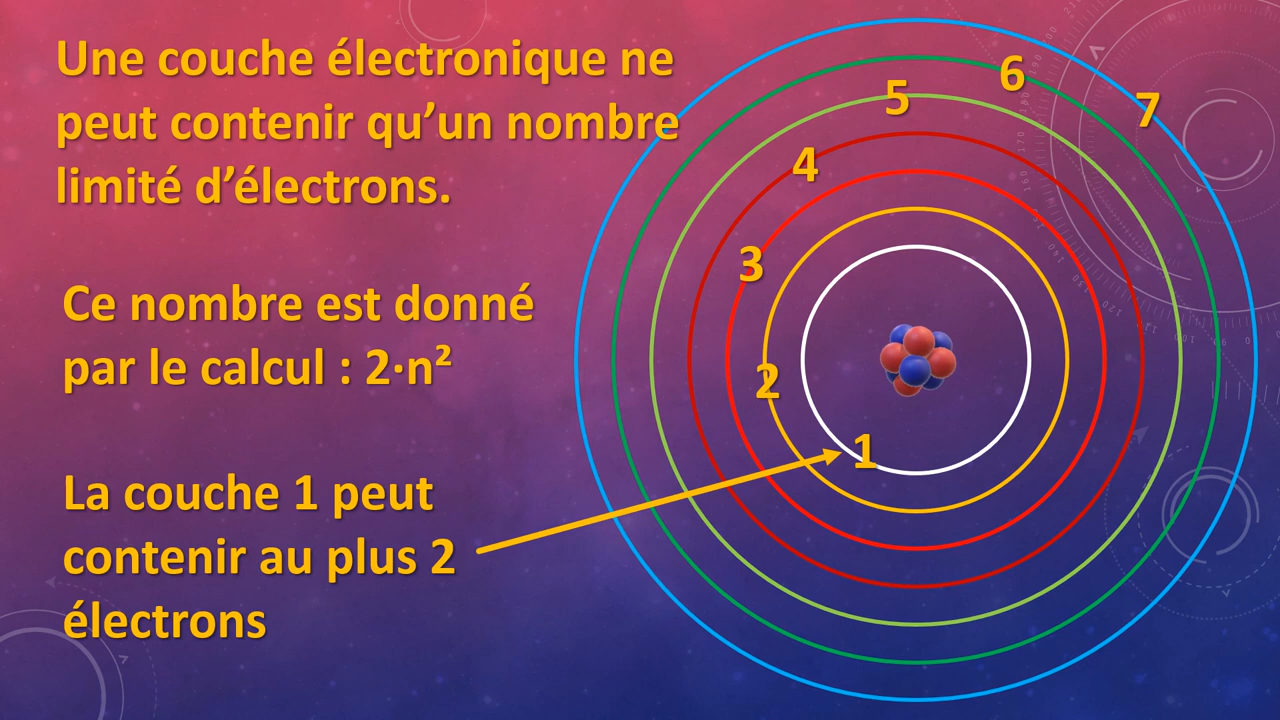 Une couche électronique ne
peut contenir qu’un nombre
limité d’électrons.
Ce nombre est donné
par le calcul : 2·n²
La couche 1 peut
contenir au plus 2
électrons
1
2
3
4
5
6
7